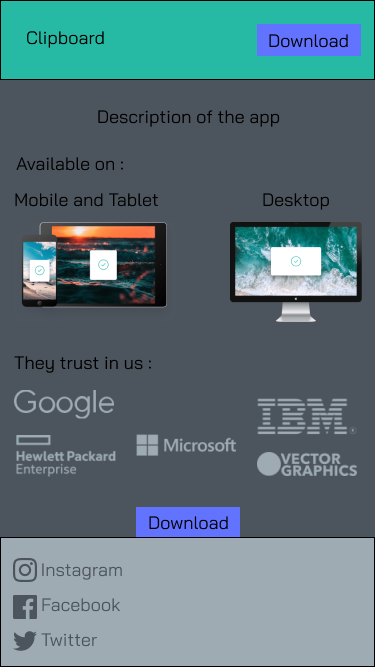 Clipboard
Download
Description of the app
Available on :
Mobile and Tablet
Desktop
They trust in us :
Google
IBM
Hewlett Packard
Enterprise
Microsoft
VECTOR
GRAPHICS
Download
Instagram
Facebook
Twitter